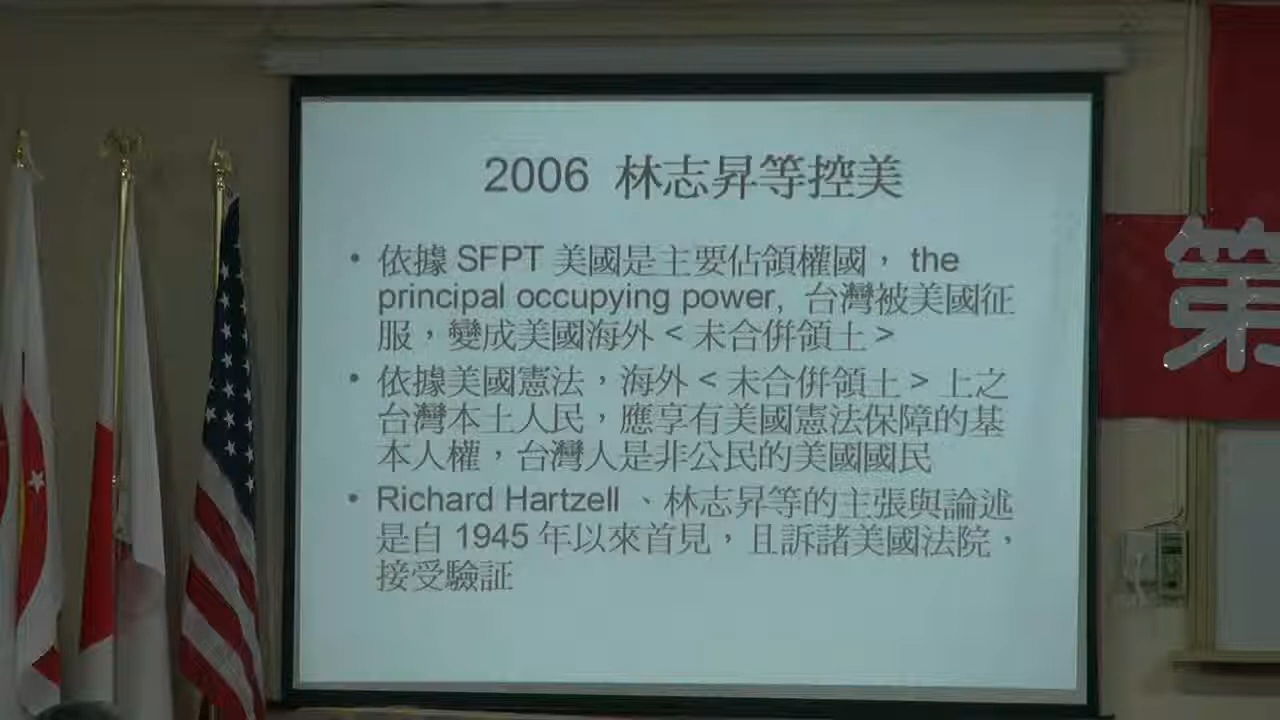 2006 林志昇等控美
• 依據 SFPT 美國是主要佔領權國， the
principal occupying power, 台灣被美國征
服，變成美國海外 < 未合併領土 >
• 依據美國憲法，海外 < 未合併領土 > 上之
台灣本土人民，應享有美國憲法保障的基
本人權，台灣人是非公民的美國國民
• Richard Hartzell 、林志昇等的主張與論述
是自 1945 年以來首見，且訴諸美國法院，
接受驗証
第